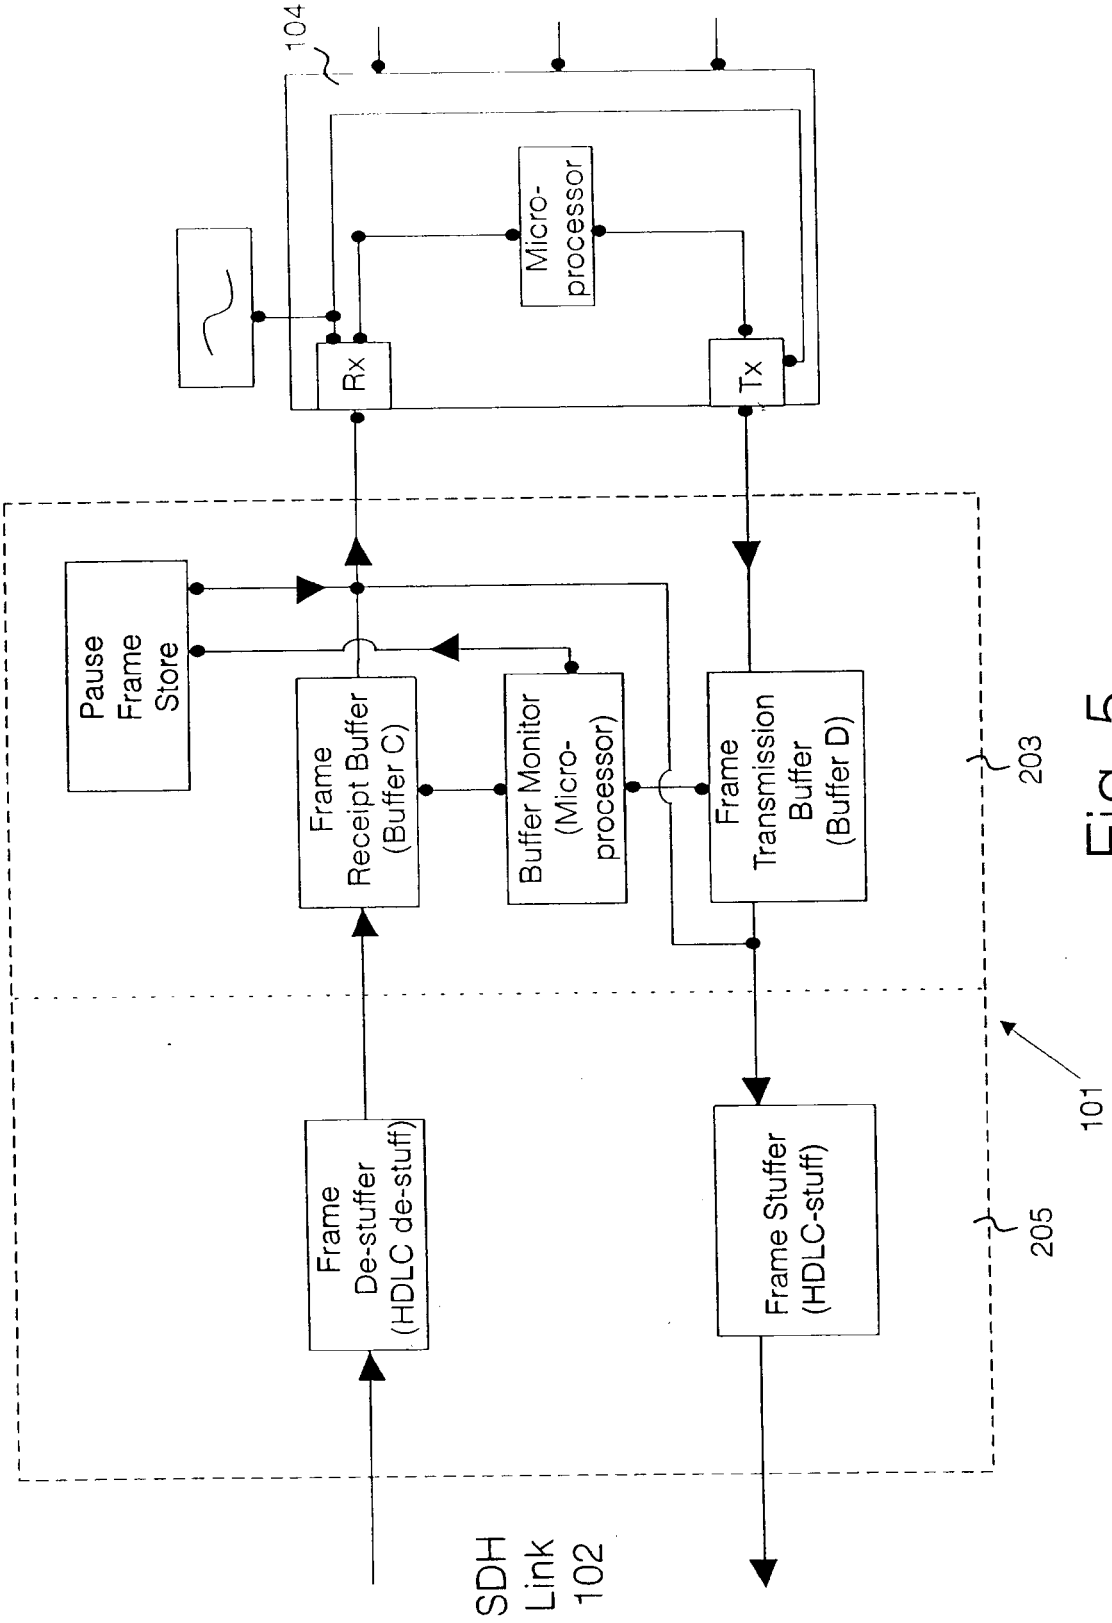 104
Micro-
processor
Rx
Tx
Pause
Frame
Store
Frame
Receipt Buffer
(Buffer C)
Buffer Monitor
(Micro-
processor)
Frame
Transmission
Buffer
(Buffer D)
203
Frame
De-stuffer
(HDLC de-stuff)
Frame Stuffer
(HDLC-stuff)
205
101
SDH
Link
102
Fig. 5